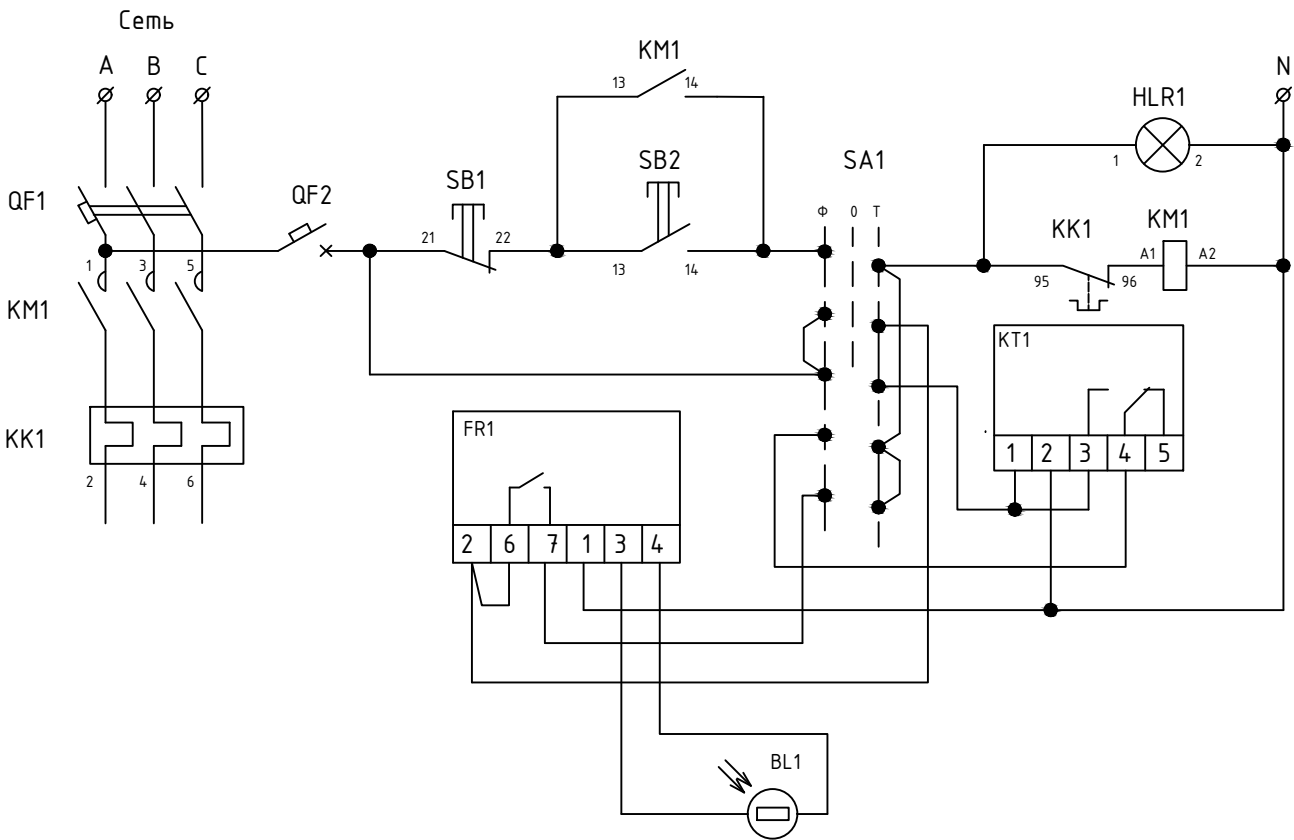 Сеть
A B C
N
QF1
1 3 5
KM1
KK1
2 4 6
QF2
SB1
21 22
KM1
13 14
SB2
13 14
SA1
Ф 0 Т
HLR1
1 2
KK1
95 96
KM1
A1 A2
KT1
1 2 3 4 5
FR1
2 6 7 1 3 4
BL1